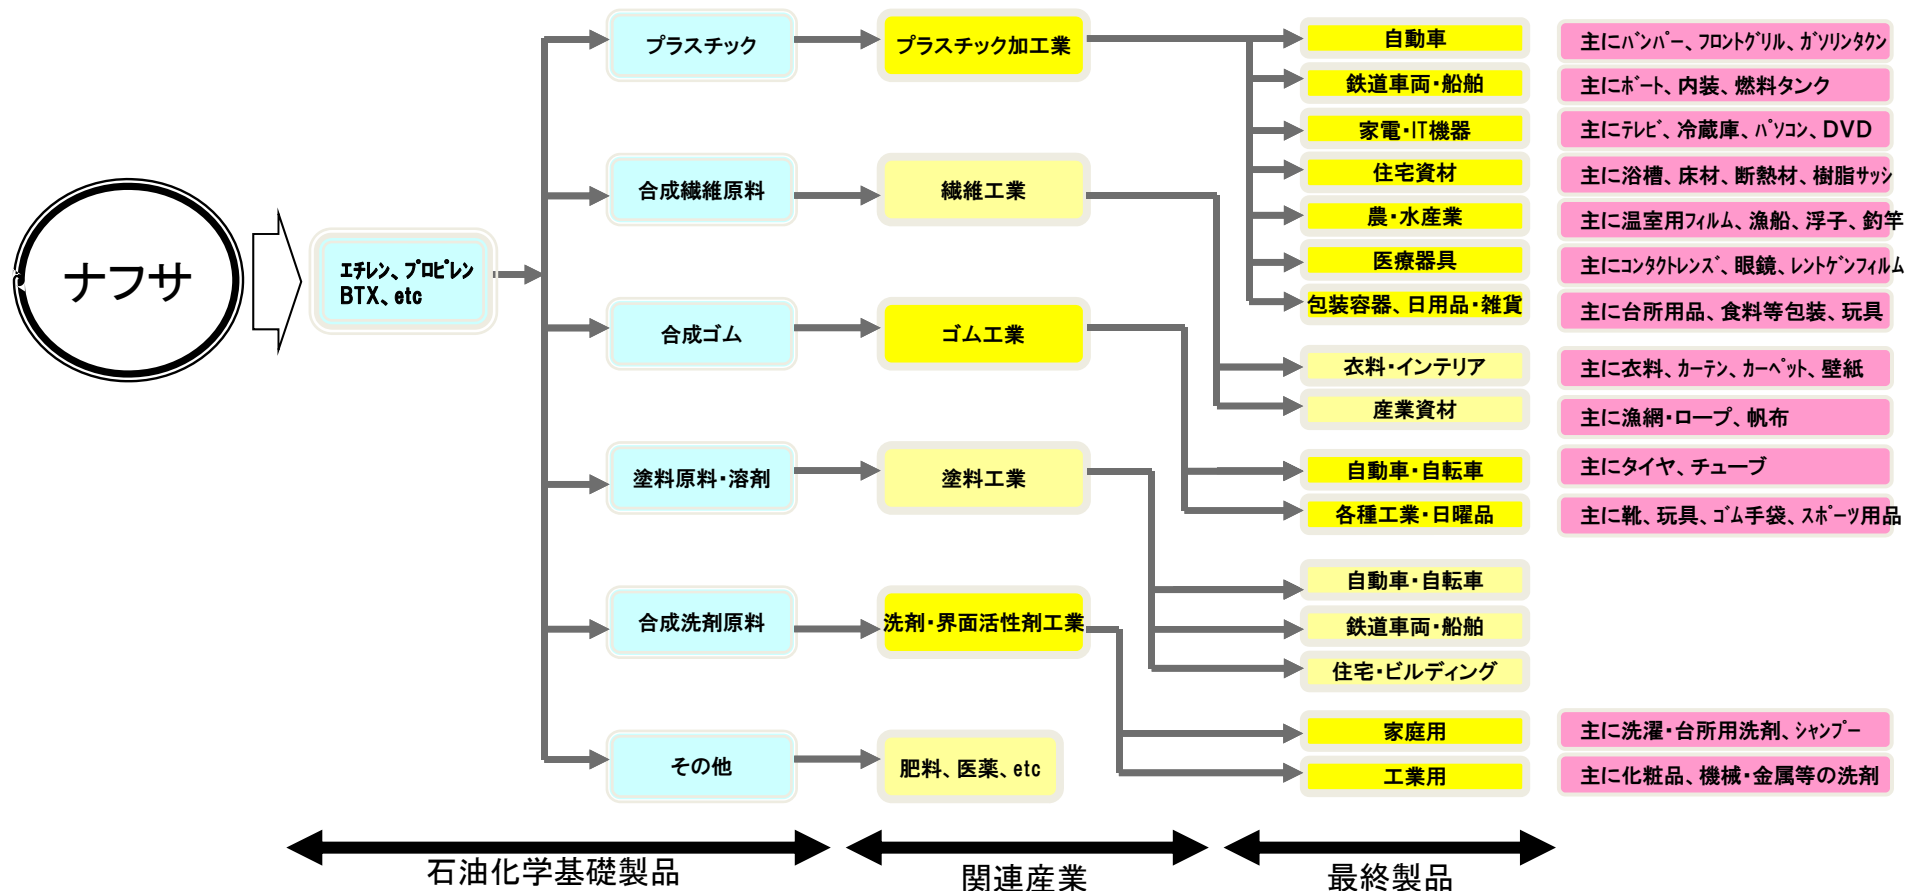 ナフサ
エチレン、プロピレン
BTX、etc
プラスチック
合成繊維原料
合成ゴム
塗料原料・溶剤
合成洗剤原料
その他
プラスチック加工業
繊維工業
ゴム工業
塗料工業
洗剤・界面活性剤工業
肥料、医薬、etc
自動車
主にバンパー、フロントグリル、ガソリンタクン
鉄道車両・船舶
主にボート、内装、燃料タンク
家電・IT機器
主にテレビ、冷蔵庫、パソコン、DVD
住宅資材
主に浴槽、床材、断熱材、樹脂サッシ
農・水産業
主に温室用フィルム、漁船、浮子、釣竿
医療器具
主にコンタクトレンズ、眼鏡、レントゲンフィルム
包装容器、日用品・雑貨
主に台所用品、食料等包装、玩具
衣料・インテリア
主に衣料、カーテン、カーペット、壁紙
産業資材
主に漁網・ロープ、帆布
自動車・自転車
主にタイヤ、チューブ
各種工業・日曜品
主に靴、玩具、ゴム手袋、スポーツ用品
自動車・自転車
鉄道車両・船舶
住宅・ビルディング
家庭用
主に洗濯・台所用洗剤、シャンプー
工業用
主に化粧品、機械・金属等の洗剤
石油化学基礎製品
関連産業
最終製品